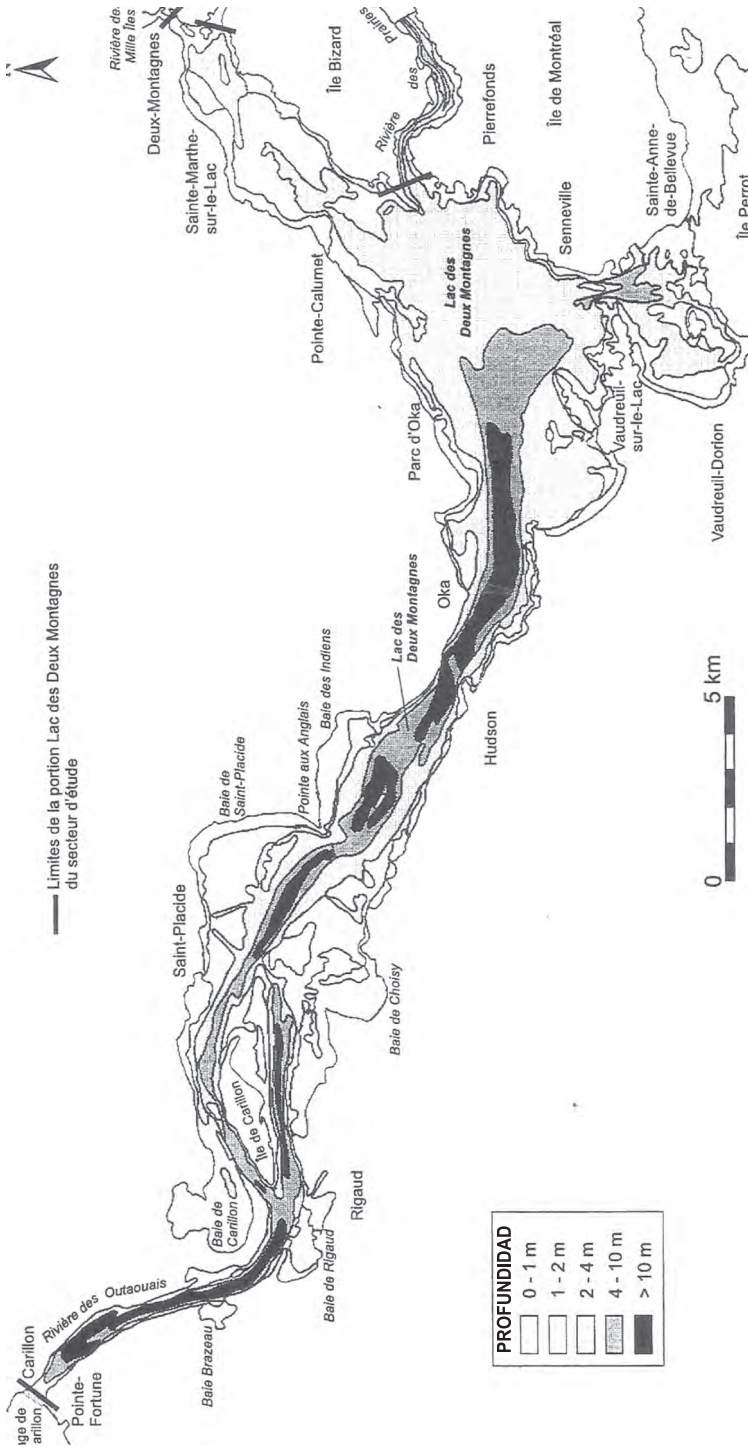 Limites de la portion Lac des Deux Montagnes
du secteur d'étude
Rivière des
Mille Îles
Deux-Montagnes
Sainte-Marthe-
sur-le-Lac
Île Bizard
Rivière
des
Prairies
Pierrefonds
Île de Montréal
Senneville
Sainte-Anne-
de-Bellevue
Île Perrot
Pointe-Calumet
Lac des
Deux Montagnes
Parc d'Oka
Vaudreuil-
sur-le-Lac
Vaudreuil-Dorion
Oka
Lac des
Deux Montagnes
Hudson
Baie des Indiens
Pointe aux Anglais
Baie de
Saint-Placide
Saint-Placide
Baie de Choisy
Île de Carillon
Baie de
Carillon
Rigaud
Baie de Rigaud
Rivière des Outaouais
Baie Brazeau
Carillon
Pointe-
Fortune
ge de
arillon
0
5 km
PROFUNDIDAD
0 - 1 m
1 - 2 m
2 - 4 m
4 - 10 m
> 10 m